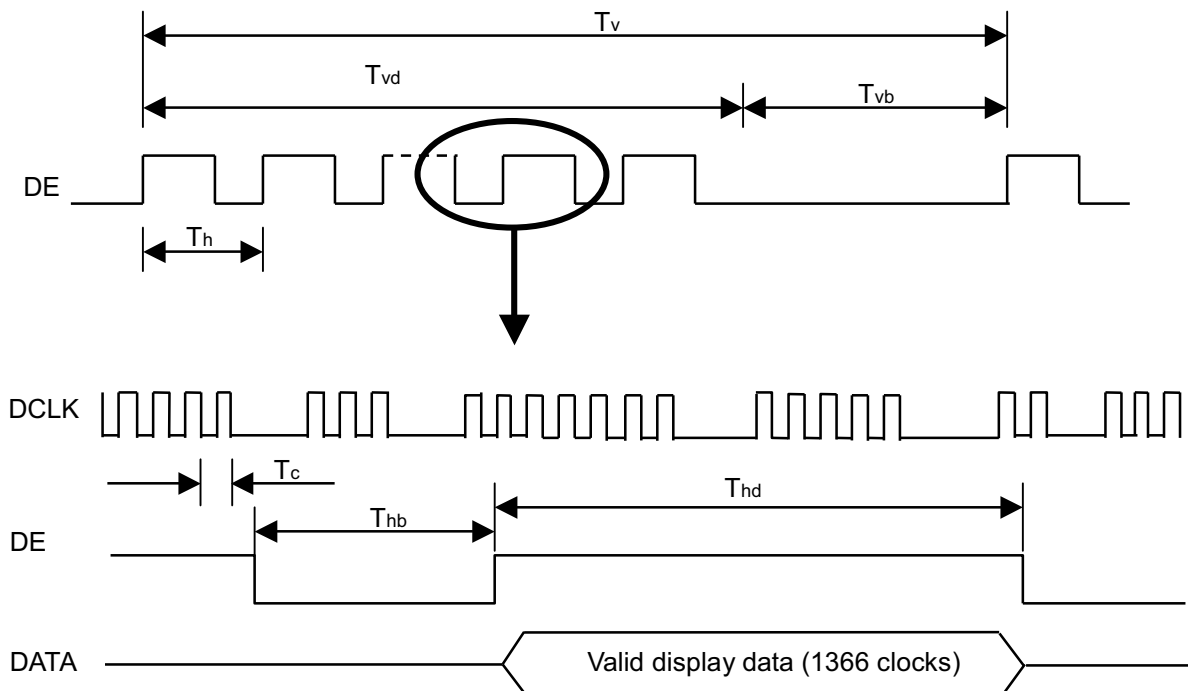 Tv
Tvd
Tvb
DE
Th
DCLK
Tc
Thd
Thb
DE
DATA
Valid display data (1366 clocks)